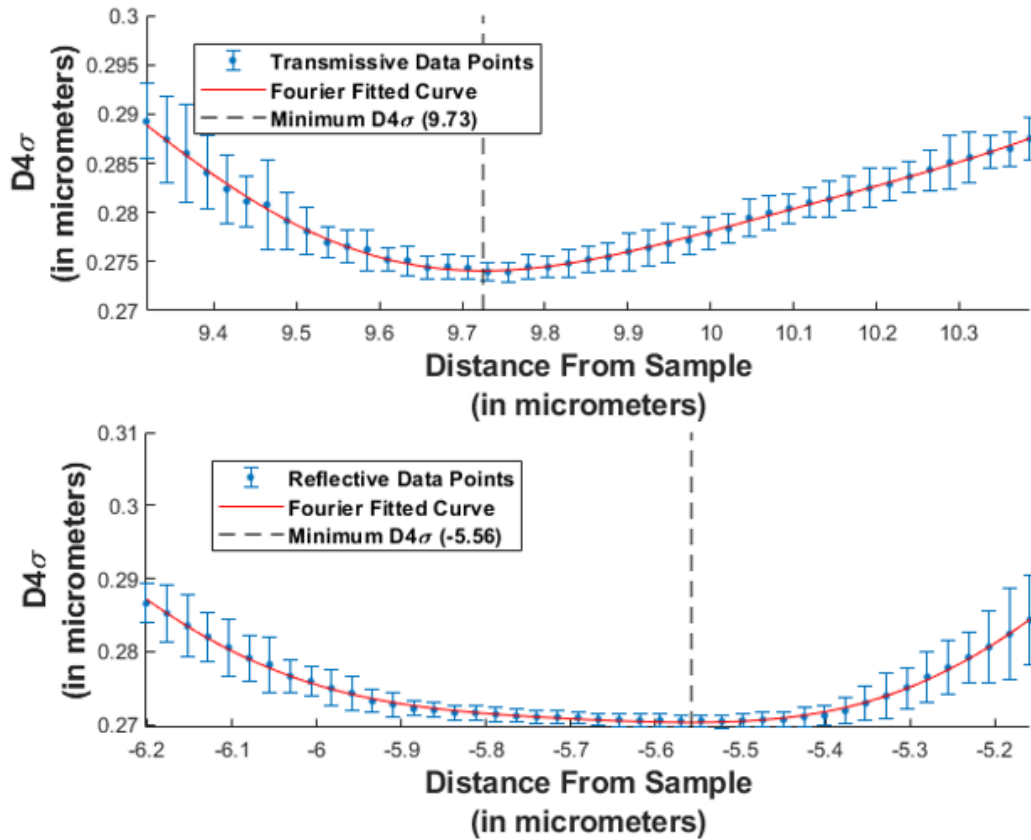 0.3
0.295
0.29
0.285
0.28
0.275
0.27
D4σ
(in micrometers)
Transmissive Data Points
Fourier Fitted Curve
Minimum D4σ (9.73)
9.4 9.5 9.6 9.7 9.8 9.9 10 10.1 10.2 10.3
Distance From Sample
(in micrometers)
0.31
0.3
0.29
0.28
0.27
D4σ
(in micrometers)
Reflective Data Points
Fourier Fitted Curve
Minimum D4σ (-5.56)
-6.2 -6.1 -6 -5.9 -5.8 -5.7 -5.6 -5.5 -5.4 -5.3 -5.2
Distance From Sample
(in micrometers)